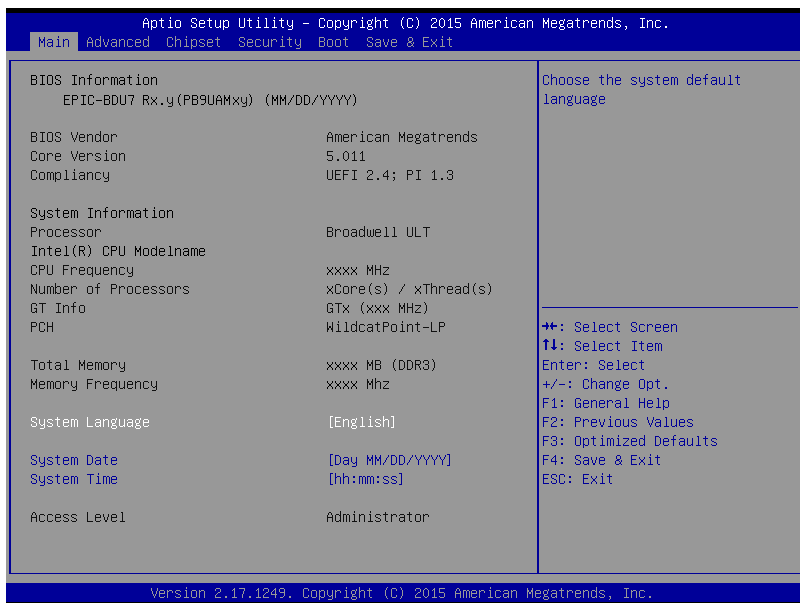 Aptio Setup Utility – Copyright (C) 2015 American Megatrends, Inc.
Main Advanced Chipset Security Boot Save & Exit
BIOS Information
EPIC-BDU7 Rx.y(PB9UAMxy) (MM/DD/YYYY)
BIOS Vendor American Megatrends
Core Version 5.011
Compliancy UEFI 2.4; PI 1.3
System Information
Processor Broadwell ULT
Intel(R) CPU Modelname
CPU Frequency xxxx MHz
Number of Processors xCore(s) / xThread(s)
GT Info GTx (xxx MHz)
PCH WildcatPoint-LP
Total Memory xxxx MB (DDR3)
Memory Frequency xxxx Mhz
System Language [English]
System Date [Day MM/DD/YYYY]
System Time [hh:mm:ss]
Access Level Administrator
Choose the system default
language
→←: Select Screen
↑↓: Select Item
Enter: Select
+/-: Change Opt.
F1: General Help
F2: Previous Values
F3: Optimized Defaults
F4: Save & Exit
ESC: Exit
Version 2.17.1249. Copyright (C) 2015 American Megatrends, Inc.